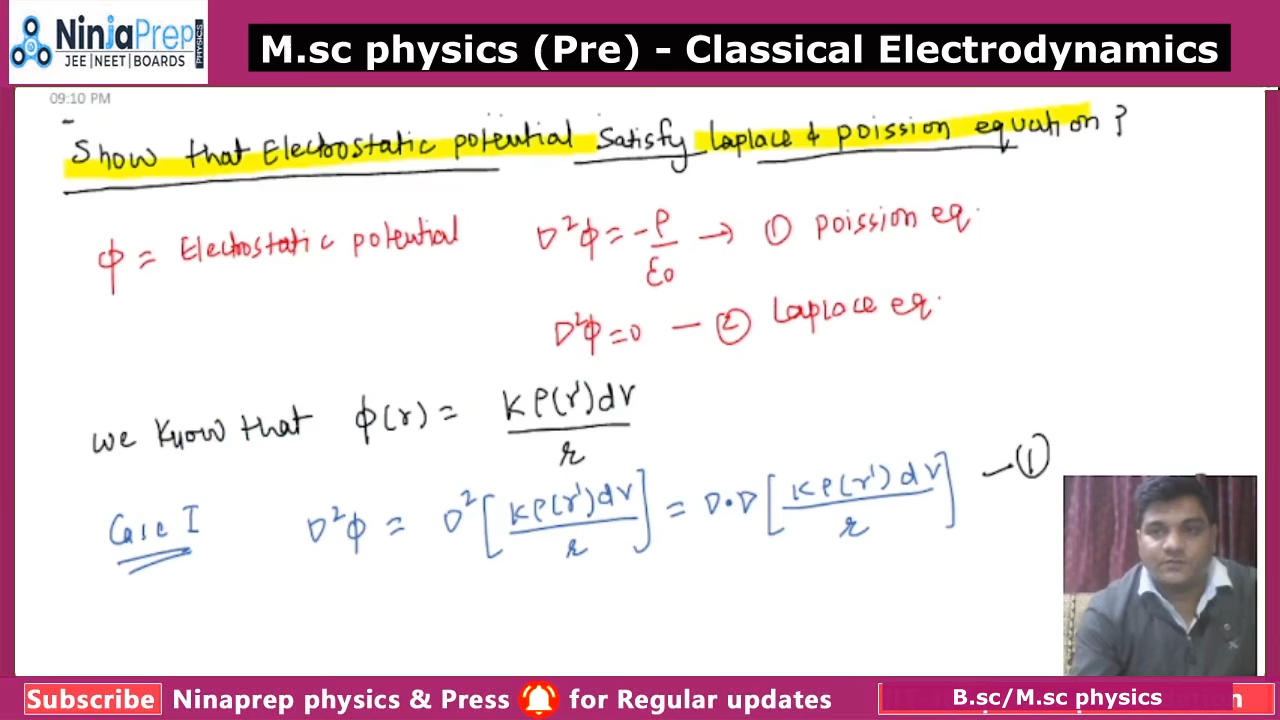 NinjaPrep
JEE |NEET |BOARDS
PHYSICS
M.sc physics (Pre) - Classical Electrodynamics
09:10 PM
Show that Electrostatic potential Satisfy laplace & poission equation?
ϕ = Electrostatic potential
∇²ϕ = -ρ/ε0 → ① poission eq.
∇²ϕ = 0 — ② Laplace eq.
we know that ϕ(r) = Kρ(r')dv/r
Case I ∇²ϕ = ∇²[Kρ(r')dv/r] = ∇·∇[Kρ(r')dv/r] — ①
Subscribe Ninaprep physics & Press for Regular updates
B.sc/M.sc physics